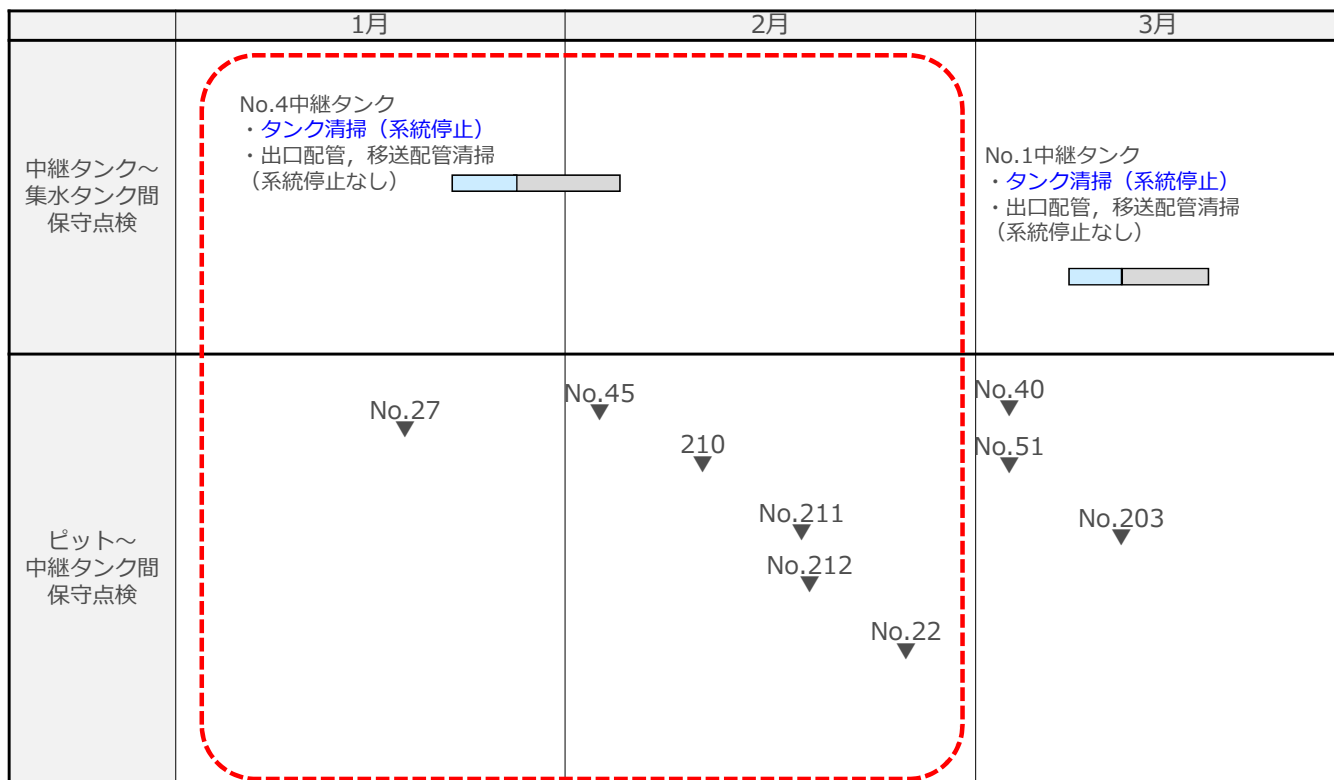 1月
2月
3月
中継タンク～
集水タンク間
保守点検
No.4中継タンク
・タンク清掃（系統停止）
・出口配管，移送配管清掃
（系統停止なし）
No.1中継タンク
・タンク清掃（系統停止）
・出口配管，移送配管清掃
（系統停止なし）
ピット～
中継タンク間
保守点検
No.27
No.45
210
No.211
No.212
No.22
No.40
No.51
No.203